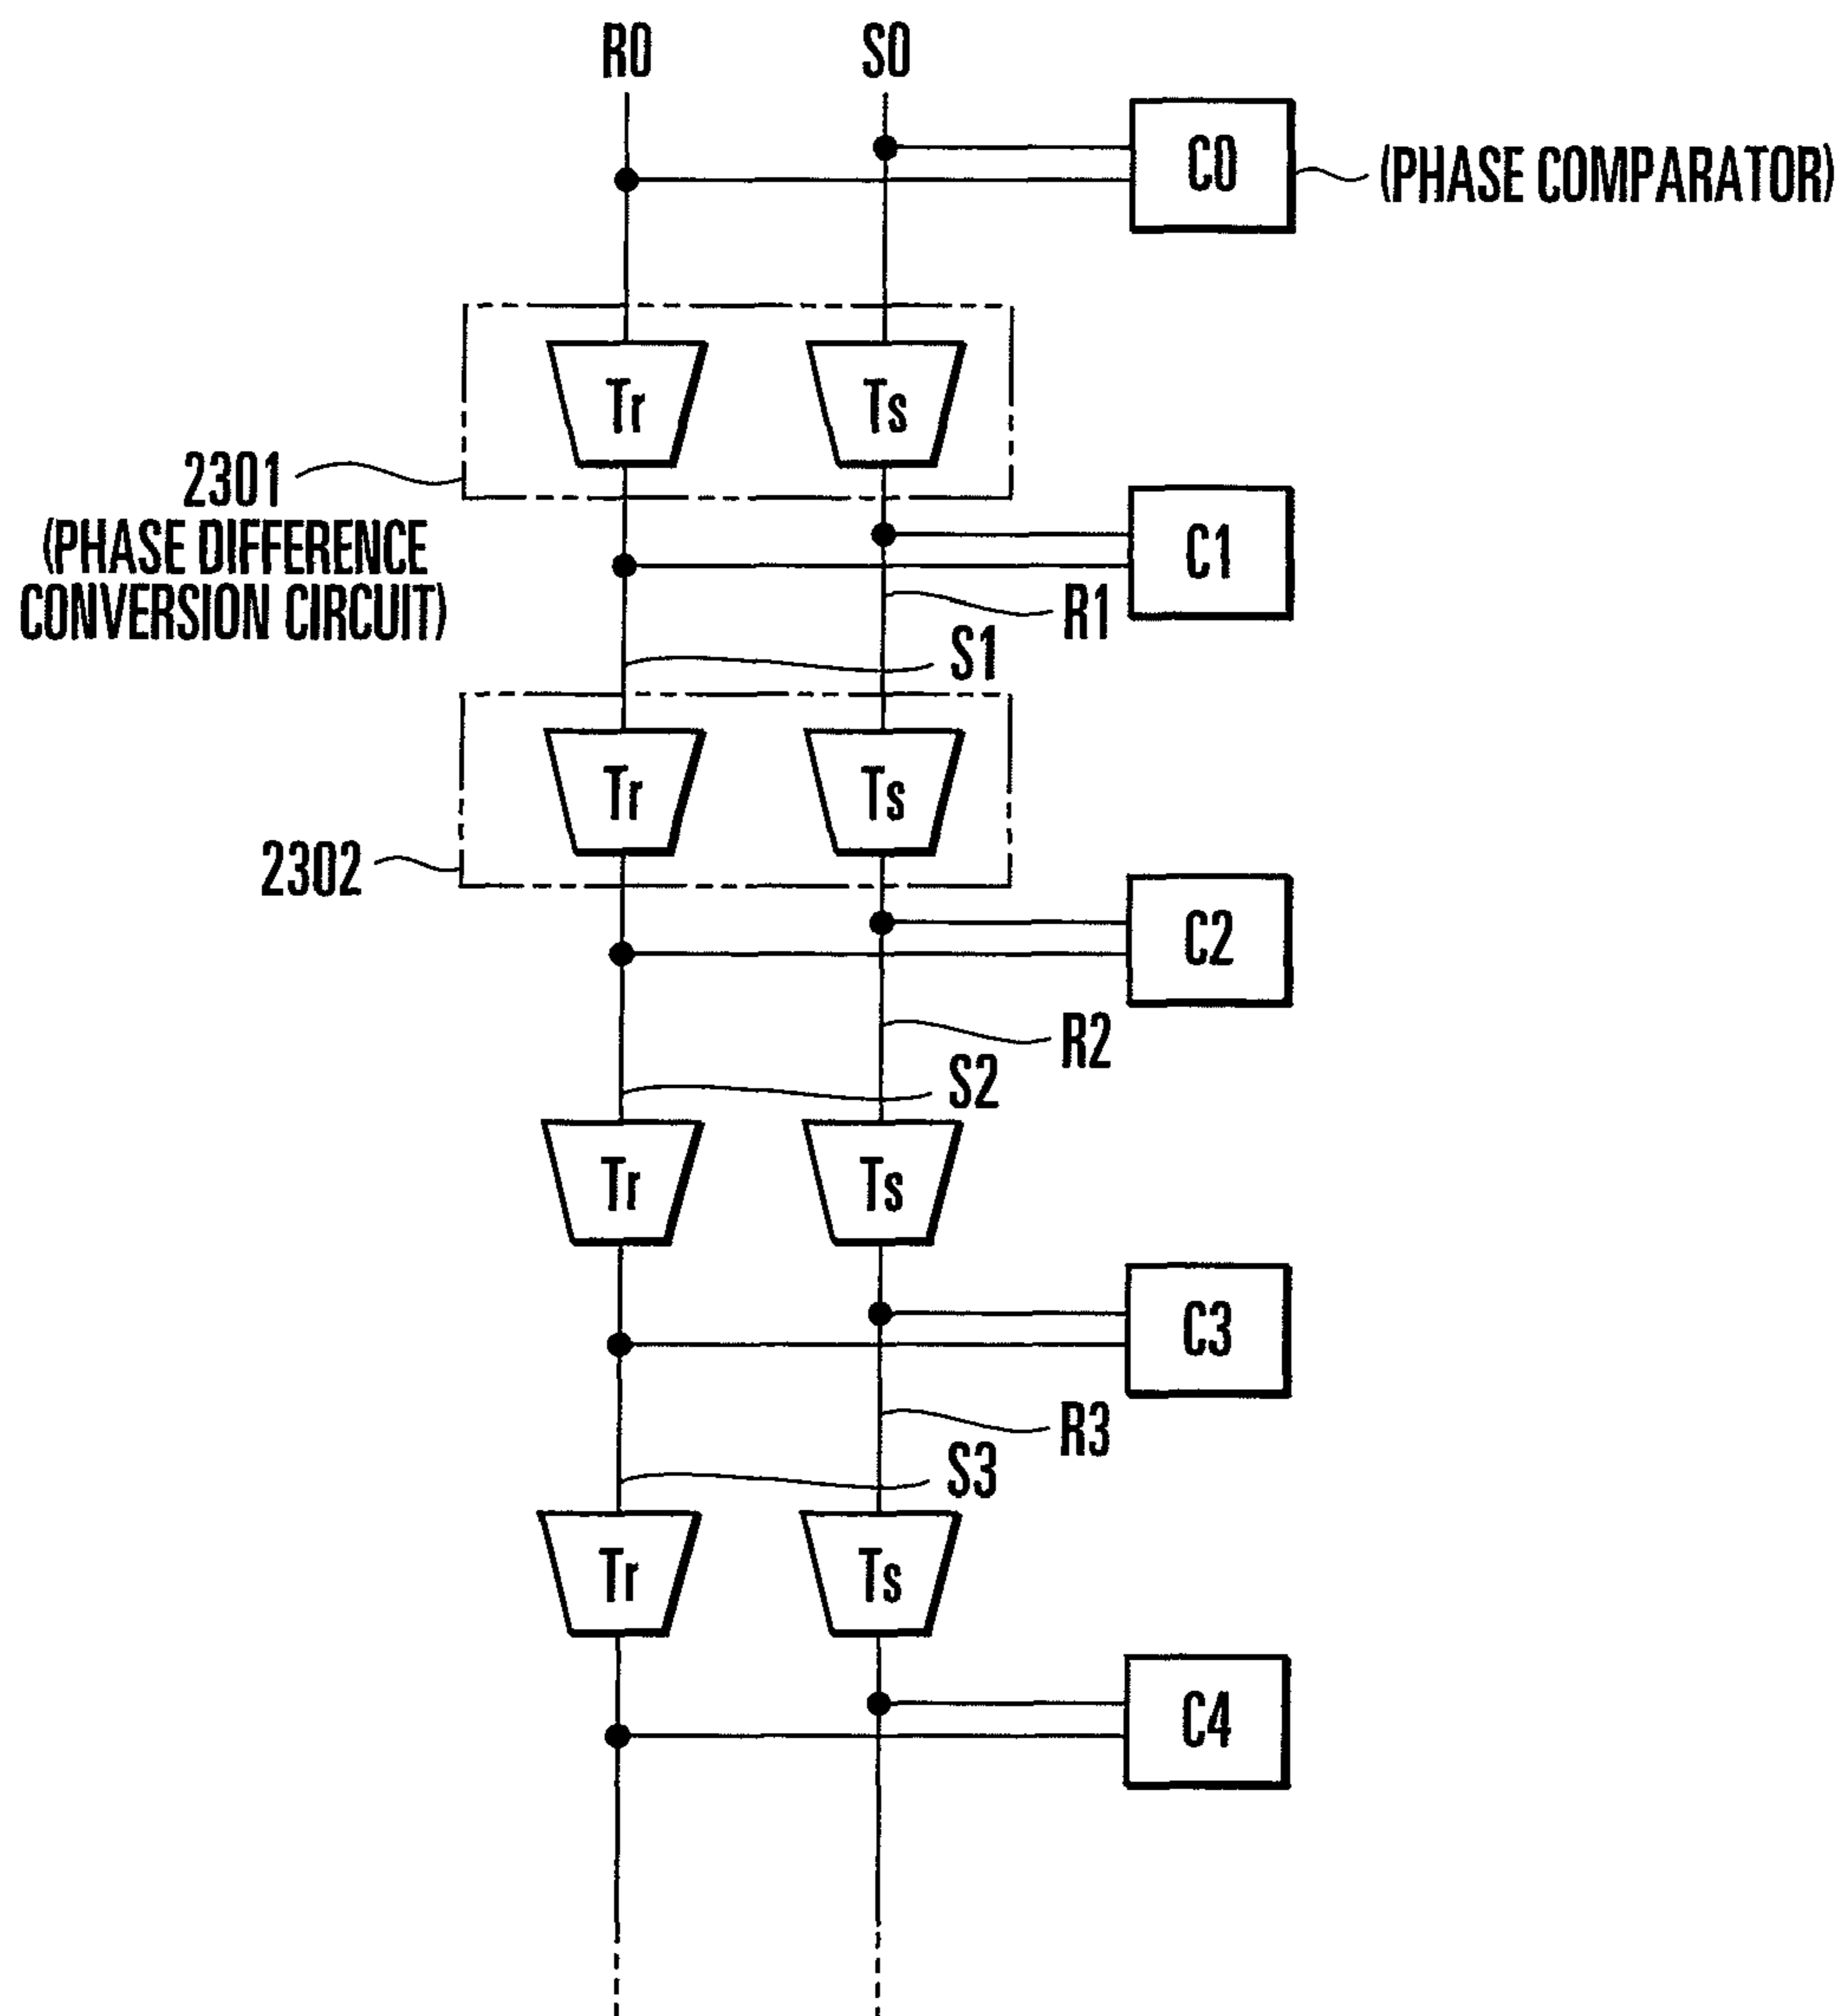 R0 S0
C0 (PHASE COMPARATOR)
Tr Ts
2301
(PHASE DIFFERENCE
CONVERSION CIRCUIT)
C1
R1
S1
Tr Ts
2302
C2
R2
S2
Tr Ts
C3
R3
S3
Tr Ts
C4